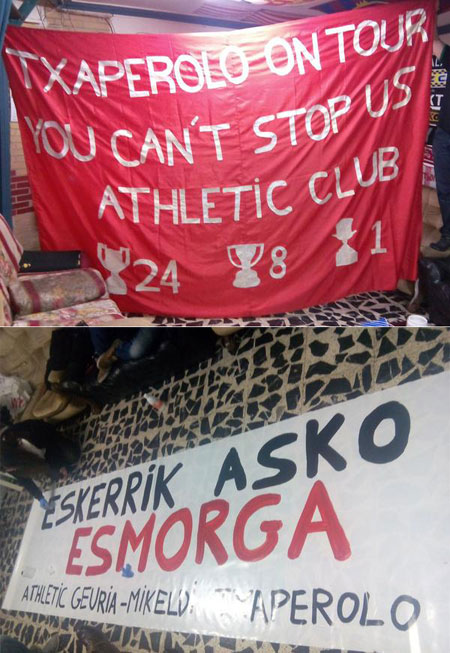 TXAPEROLO ON TOUR
YOU CAN'T STOP US
ATHLETiC CLUB
24 8 1
ESKERRiK ASKO
ESMORGA
ATHLETIC GEURIA-MiKELDi TXAPEROLO